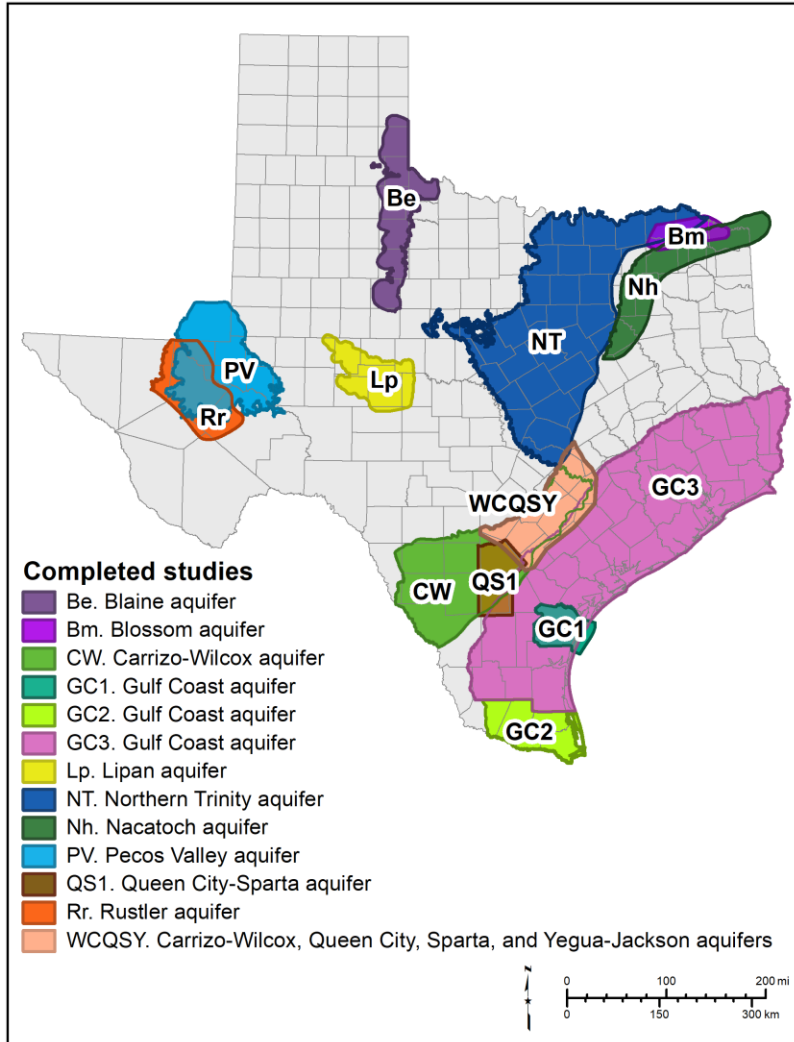 Be
Bm
Nh
NT
PV
Lp
Rr
GC3
WCQSY
QS1
CW
GC1
GC2
Completed studies
Be. Blaine aquifer
Bm. Blossom aquifer
CW. Carrizo-Wilcox aquifer
GC1. Gulf Coast aquifer
GC2. Gulf Coast aquifer
GC3. Gulf Coast aquifer
Lp. Lipan aquifer
NT. Northern Trinity aquifer
Nh. Nacatoch aquifer
PV. Pecos Valley aquifer
QS1. Queen City-Sparta aquifer
Rr. Rustler aquifer
WCQSY. Carrizo-Wilcox, Queen City, Sparta, and Yegua-Jackson aquifers
N
0 100 200 mi
0 150 300 km